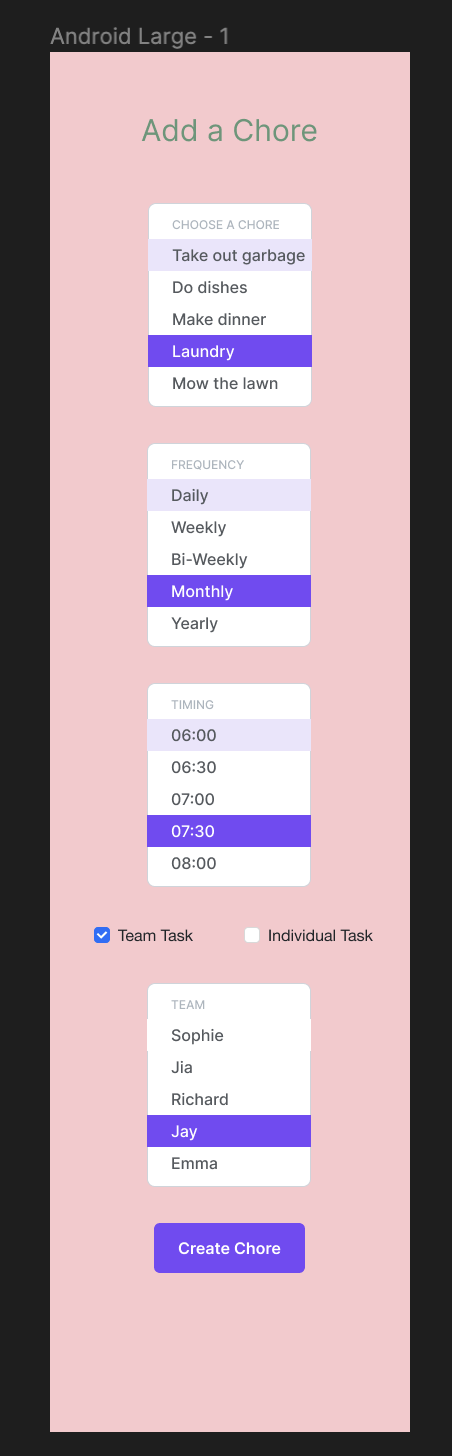 Android Large - 1
Add a Chore
CHOOSE A CHORE
Take out garbage
Do dishes
Make dinner
Laundry
Mow the lawn
FREQUENCY
Daily
Weekly
Bi-Weekly
Monthly
Yearly
TIMING
06:00
06:30
07:00
07:30
08:00
Team Task Individual Task
TEAM
Sophie
Jia
Richard
Jay
Emma
Create Chore